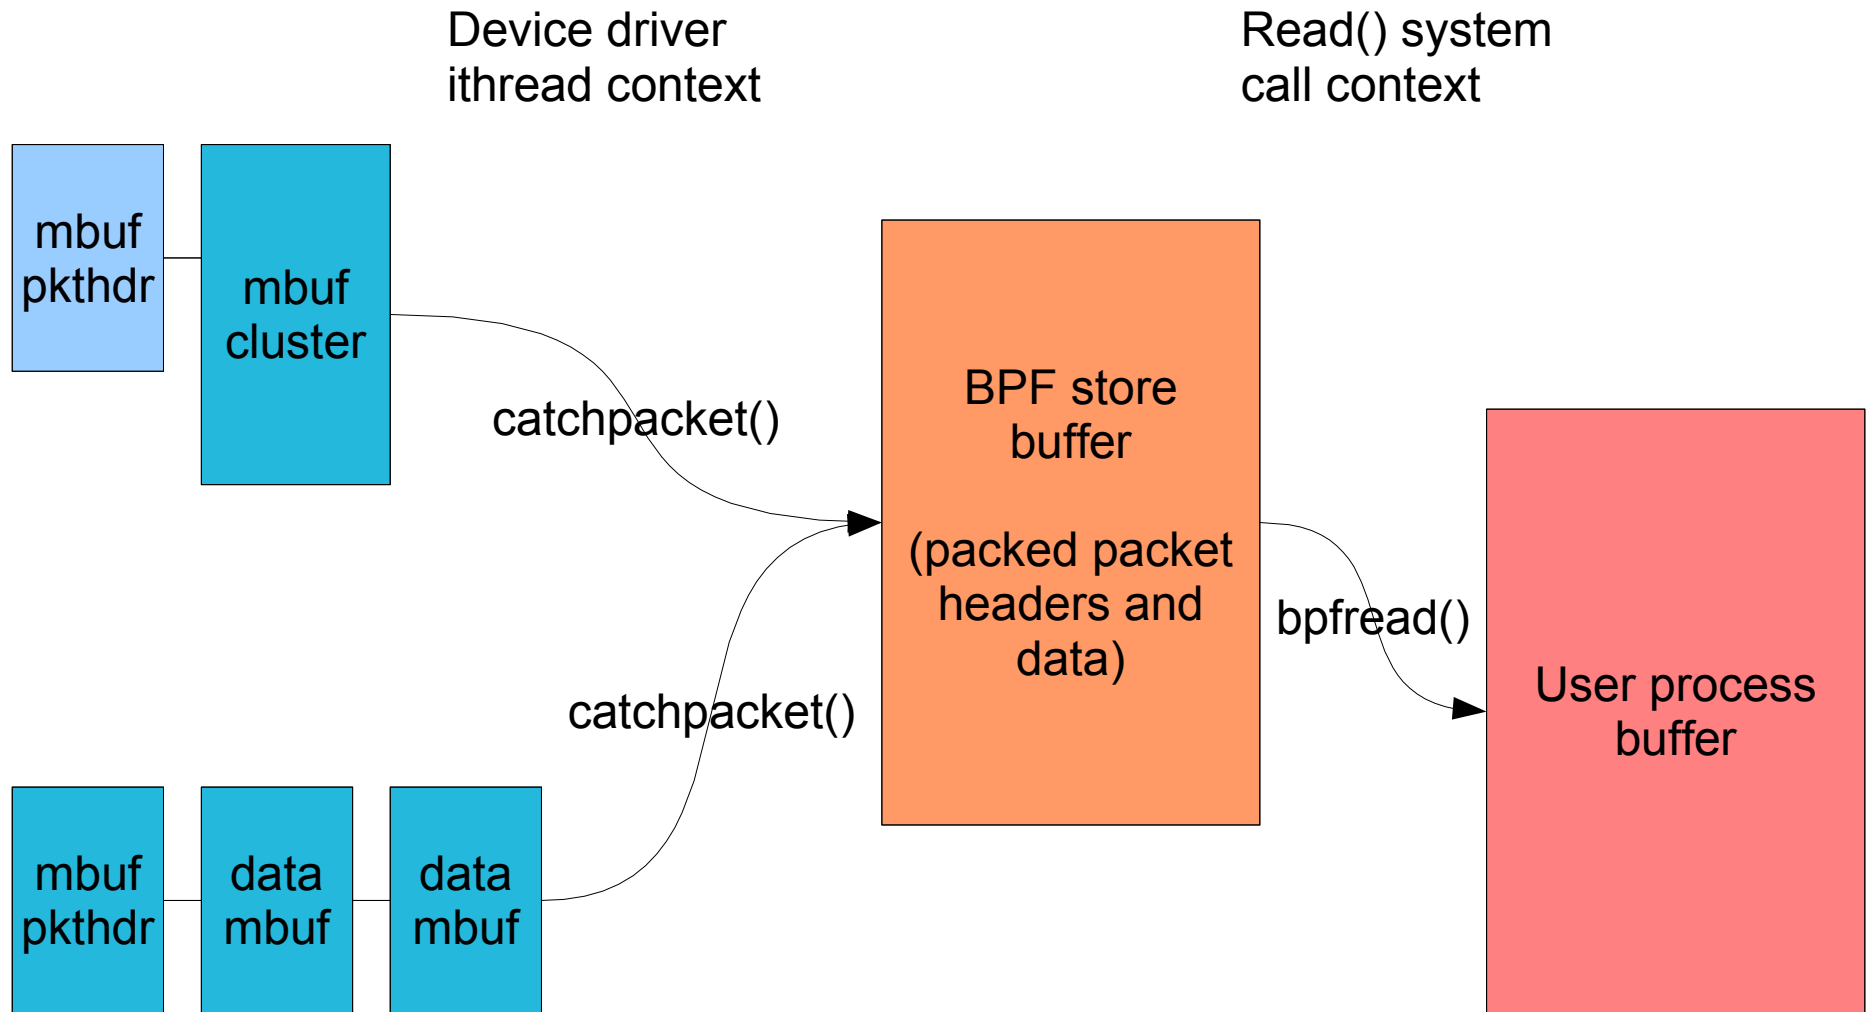 Device driver
ithread context
Read() system
call context
mbuf
pkthdr
mbuf
cluster
catchpacket()
BPF store
buffer
(packed packet
headers and
data)
bpfread()
User process
buffer
catchpacket()
mbuf
pkthdr
data
mbuf
data
mbuf